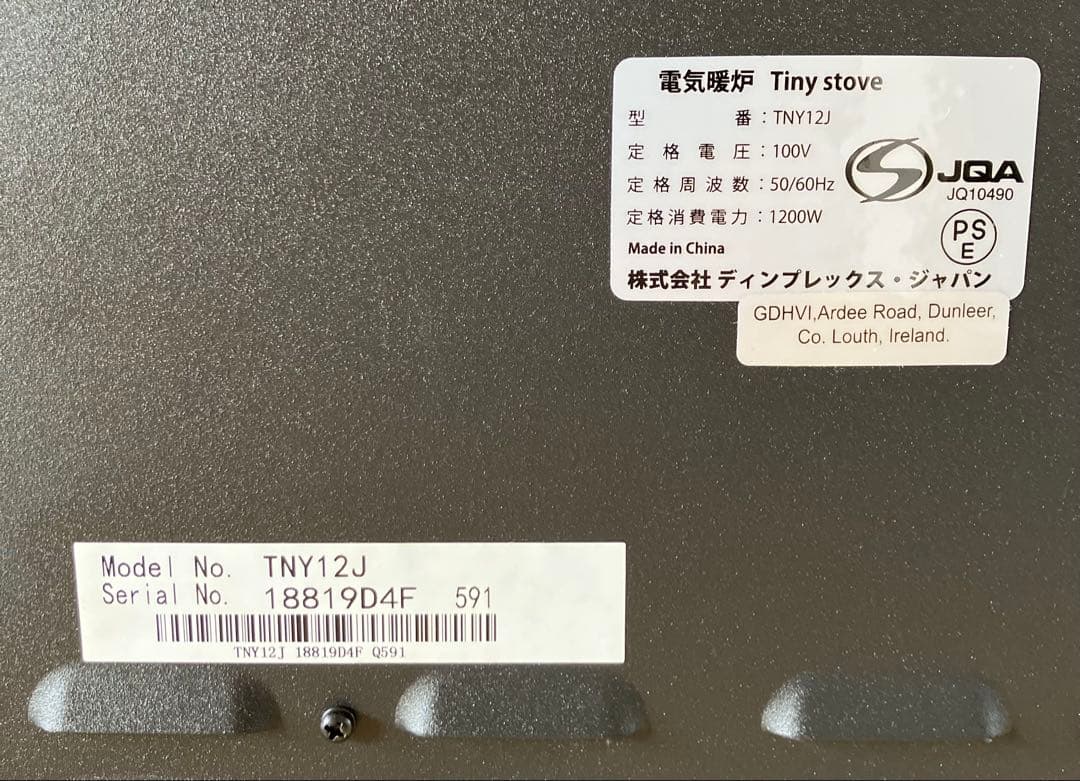 電気暖炉 Tiny stove
型番：TNY12J
定格電圧：100V
定格周波数：50/60Hz
定格消費電力：1200W
JQA
JQ10490
PS
E
Made in China
株式会社 ディンプレックス・ジャパン
GDHVI,Ardee Road, Dunleer,
Co. Louth, Ireland.
Model No. TNY12J
Serial No. 18819D4F 591
TNY12J 18819D4F Q591